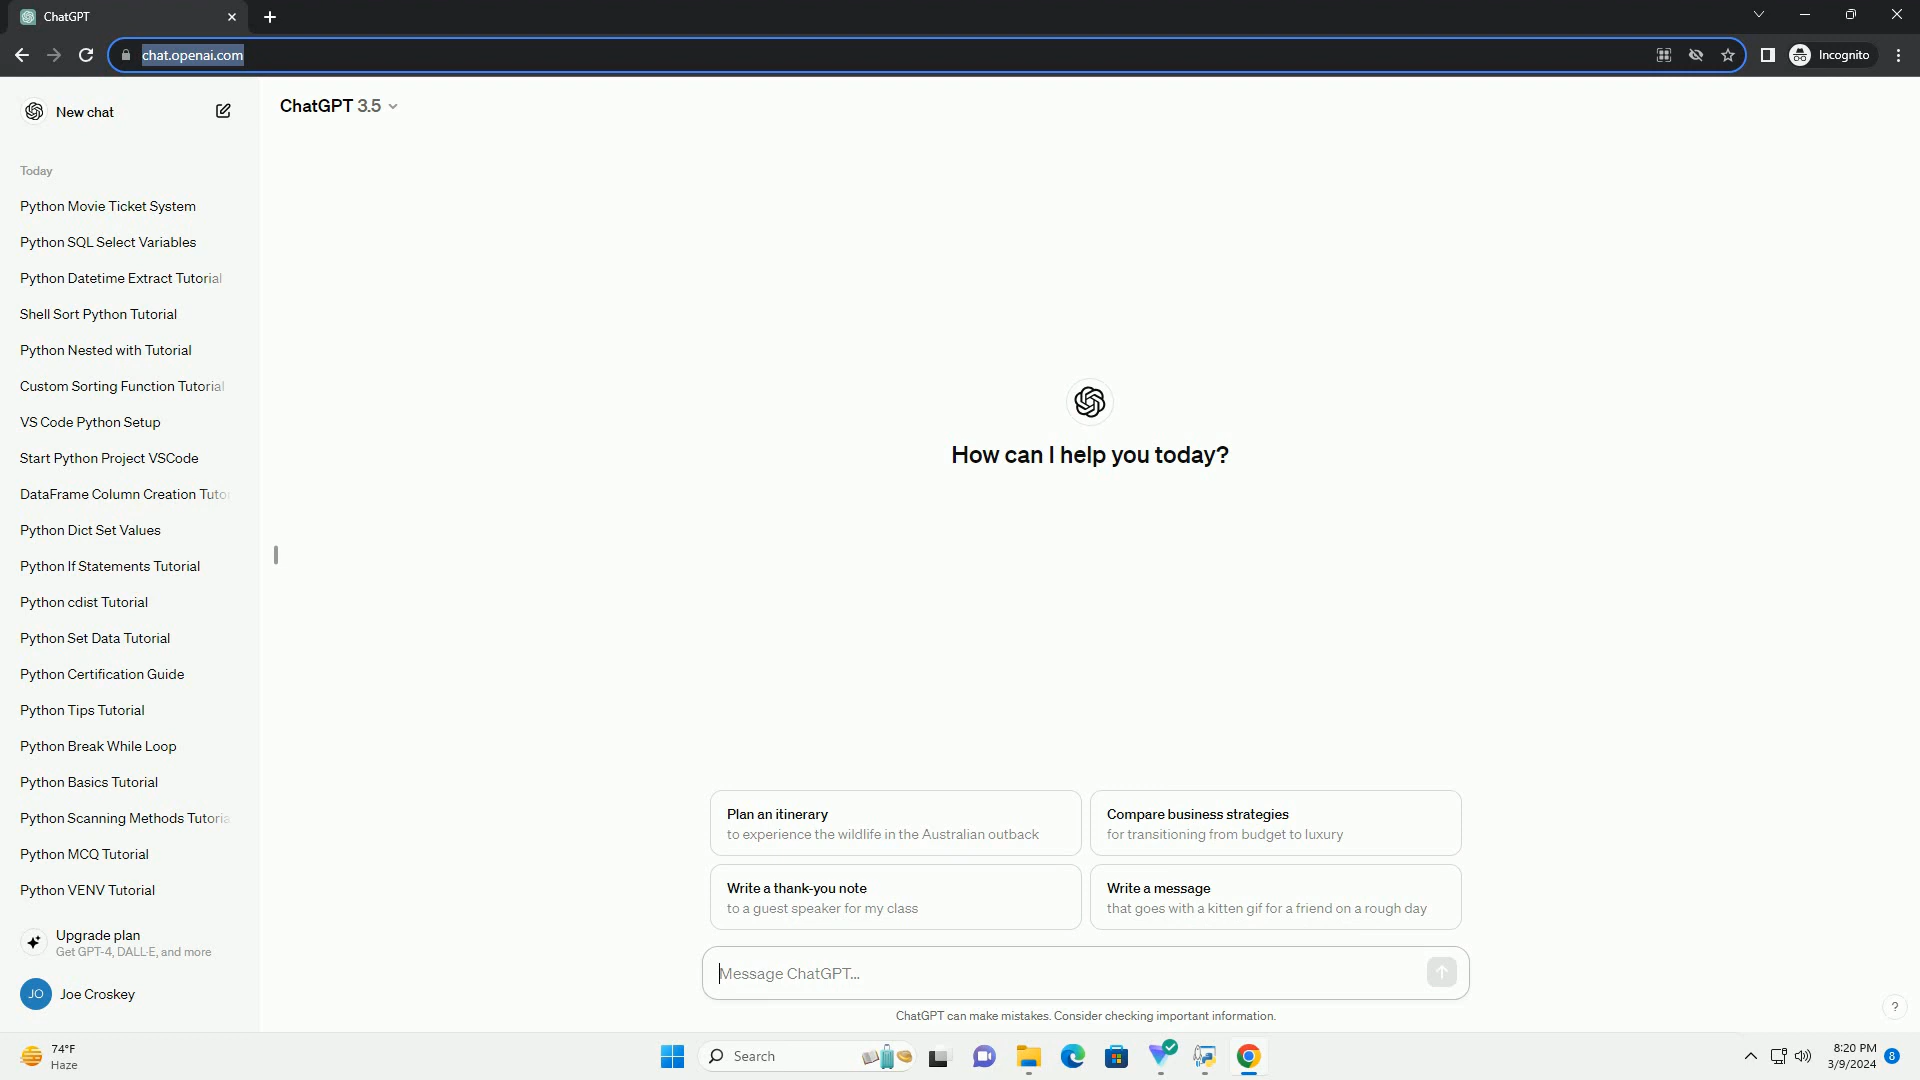 ChatGPT
chat.openai.com
Incognito
New chat
ChatGPT 3.5
Today
Python Movie Ticket System
Python SQL Select Variables
Python Datetime Extract Tutorial
Shell Sort Python Tutorial
Python Nested with Tutorial
Custom Sorting Function Tutorial
VS Code Python Setup
Start Python Project VSCode
DataFrame Column Creation Tuto
Python Dict Set Values
Python If Statements Tutorial
Python cdist Tutorial
Python Set Data Tutorial
Python Certification Guide
Python Tips Tutorial
Python Break While Loop
Python Basics Tutorial
Python Scanning Methods Tutoria
Python MCQ Tutorial
Python VENV Tutorial
Upgrade plan
Get GPT-4, DALL·E, and more
JO Joe Croskey
How can I help you today?
Plan an itinerary
to experience the wildlife in the Australian outback
Compare business strategies
for transitioning from budget to luxury
Write a thank-you note
to a guest speaker for my class
Write a message
that goes with a kitten gif for a friend on a rough day
Message ChatGPT...
ChatGPT can make mistakes. Consider checking important information.
?
74°F
Haze
Search
8:20 PM
3/9/2024
8